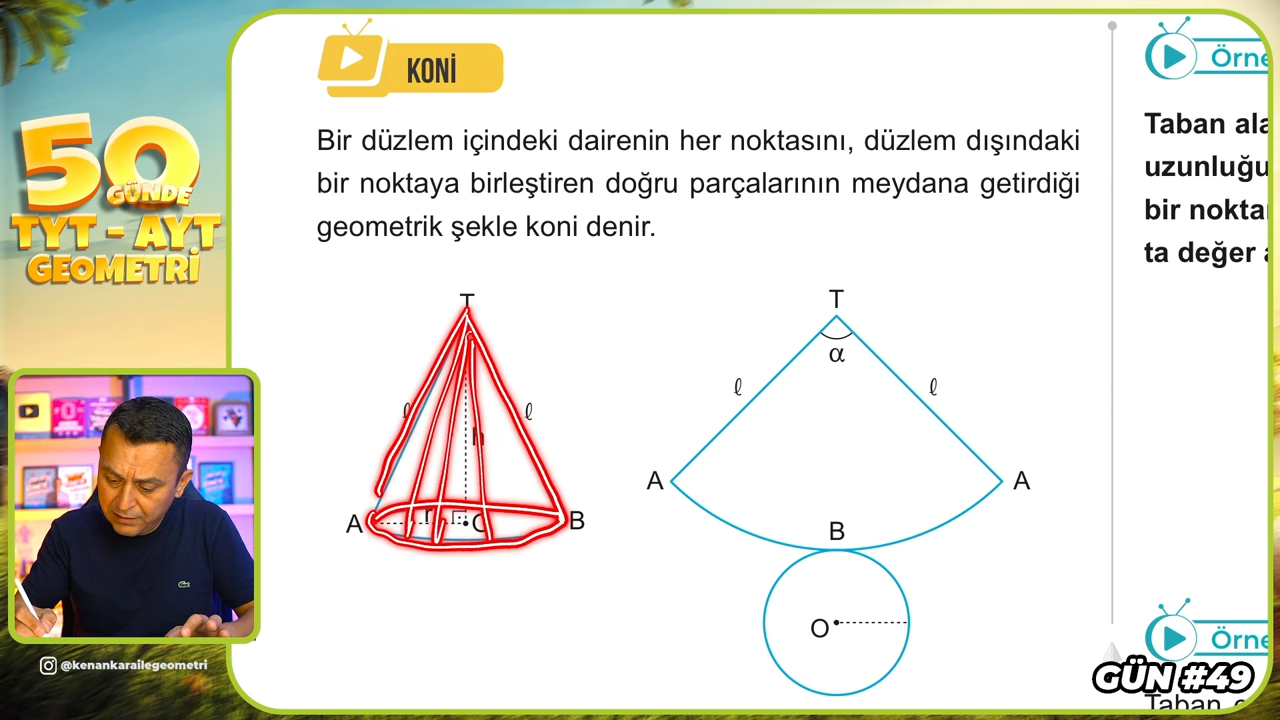 50
GÜNDE
TYT - AYT
GEOMETRİ
KONİ
Bir düzlem içindeki dairenin her noktasını, düzlem dışındaki
bir noktaya birleştiren doğru parçalarının meydana getirdiği
geometrik şekle koni denir.
T
ℓ
ℓ
h
A
r
B
T
α
ℓ
ℓ
A
A
B
O
Örne
Taban ala
uzunluğu
bir nokta
ta değer
Örne
Taban
@kenankarailegeometri
GÜN #49